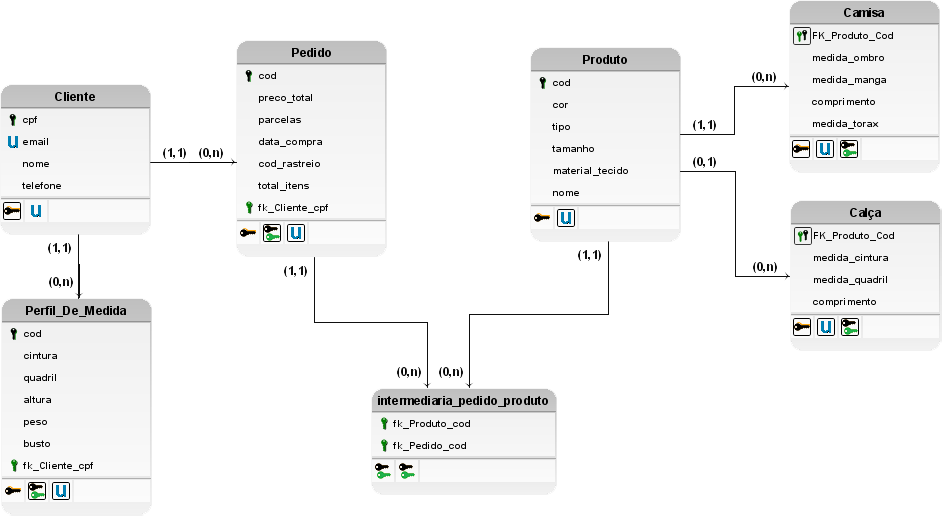 Cliente
cpf
email
nome
telefone
(1,1) (0,n)
(1,1)
(0,n)
Pedido
cod
preco_total
parcelas
data_compra
cod_rastreio
total_itens
fk_Cliente_cpf
(1,1)
(0,n)
Produto
cod
cor
tipo
tamanho
material_tecido
nome
(1,1)
(0,n)
(1,1)
(0,n)
(0,1)
(0,n)
Camisa
FK_Produto_Cod
medida_ombro
medida_manga
comprimento
medida_torax
Calça
FK_Produto_Cod
medida_cintura
medida_quadril
comprimento
Perfil_De_Medida
cod
cintura
quadril
altura
peso
busto
fk_Cliente_cpf
intermediaria_pedido_produto
fk_Produto_cod
fk_Pedido_cod